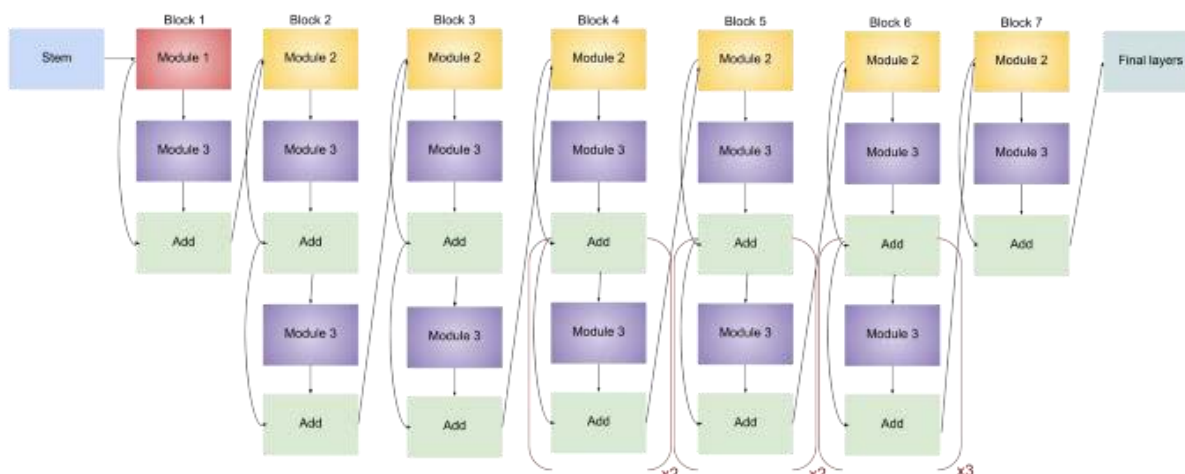 Block 1
Block 2
Block 3
Block 4
Block 5
Block 6
Block 7
Stem
Module 1
Module 2
Module 2
Module 2
Module 2
Module 2
Module 2
Final layers
Module 3
Module 3
Module 3
Module 3
Module 3
Module 3
Module 3
Add
Add
Add
Add
Add
Add
Add
Module 3
Module 3
Module 3
Module 3
Module 3
Add
Add
Add
Add
Add
x3